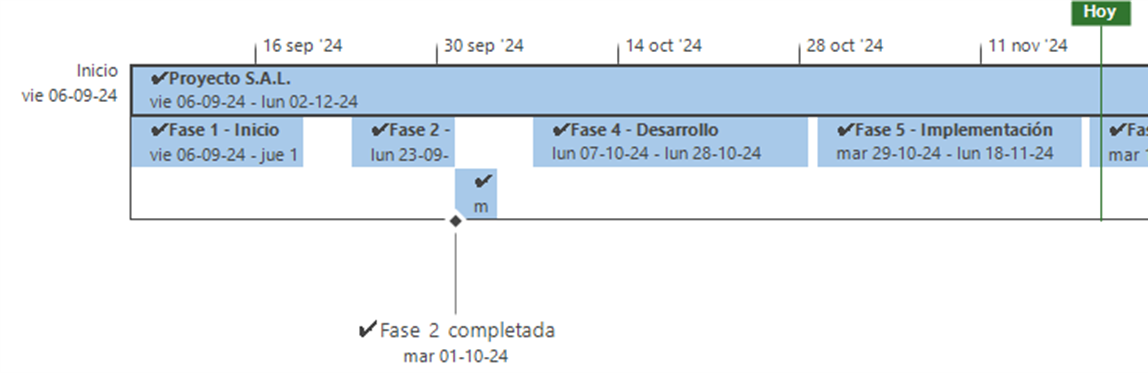 Hoy
16 sep '24
30 sep '24
14 oct '24
28 oct '24
11 nov '24
Inicio
vie 06-09-24
✔Proyecto S.A.L.
vie 06-09-24 - lun 02-12-24
✔Fase 1 - Inicio
vie 06-09-24 - jue 1
✔Fase 2 -
lun 23-09-
✔Fase 4 - Desarrollo
lun 07-10-24 - lun 28-10-24
✔Fase 5 - Implementación
mar 29-10-24 - lun 18-11-24
✔Fas
mar 1
✔
m
✔Fase 2 completada
mar 01-10-24